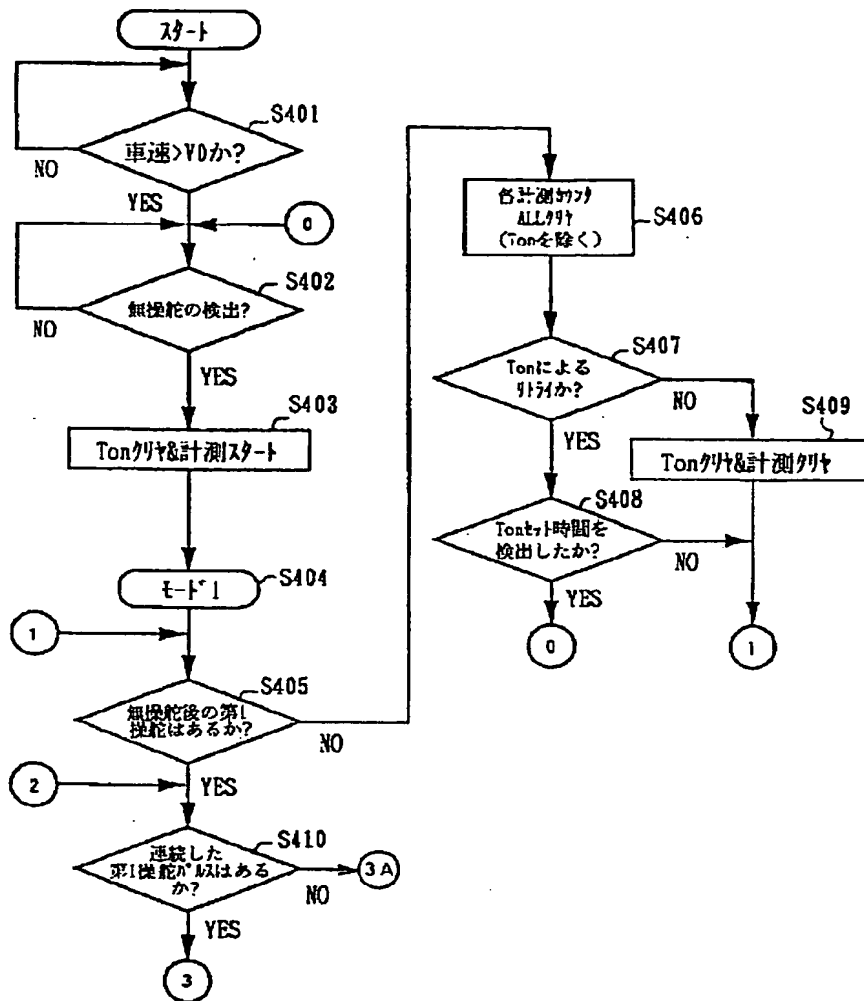 スタート
S401
車速>V0か?
NO
YES
0
S402
無操舵の検出?
NO
YES
S403
Tonクリヤ&計測スタート
S404
モード1
1
S405
無操舵後の第1
操舵はあるか?
NO
YES
2
S410
連続した
第1操舵パルスはある
か?
NO
3A
YES
3
各計測カウンタ
ALLクリヤ
(Tonを除く)
S406
S407
Tonによる
リトライか?
NO
YES
S409
Tonクリヤ&計測クリヤ
S408
Tonセット時間を
検出したか?
NO
YES
0
1